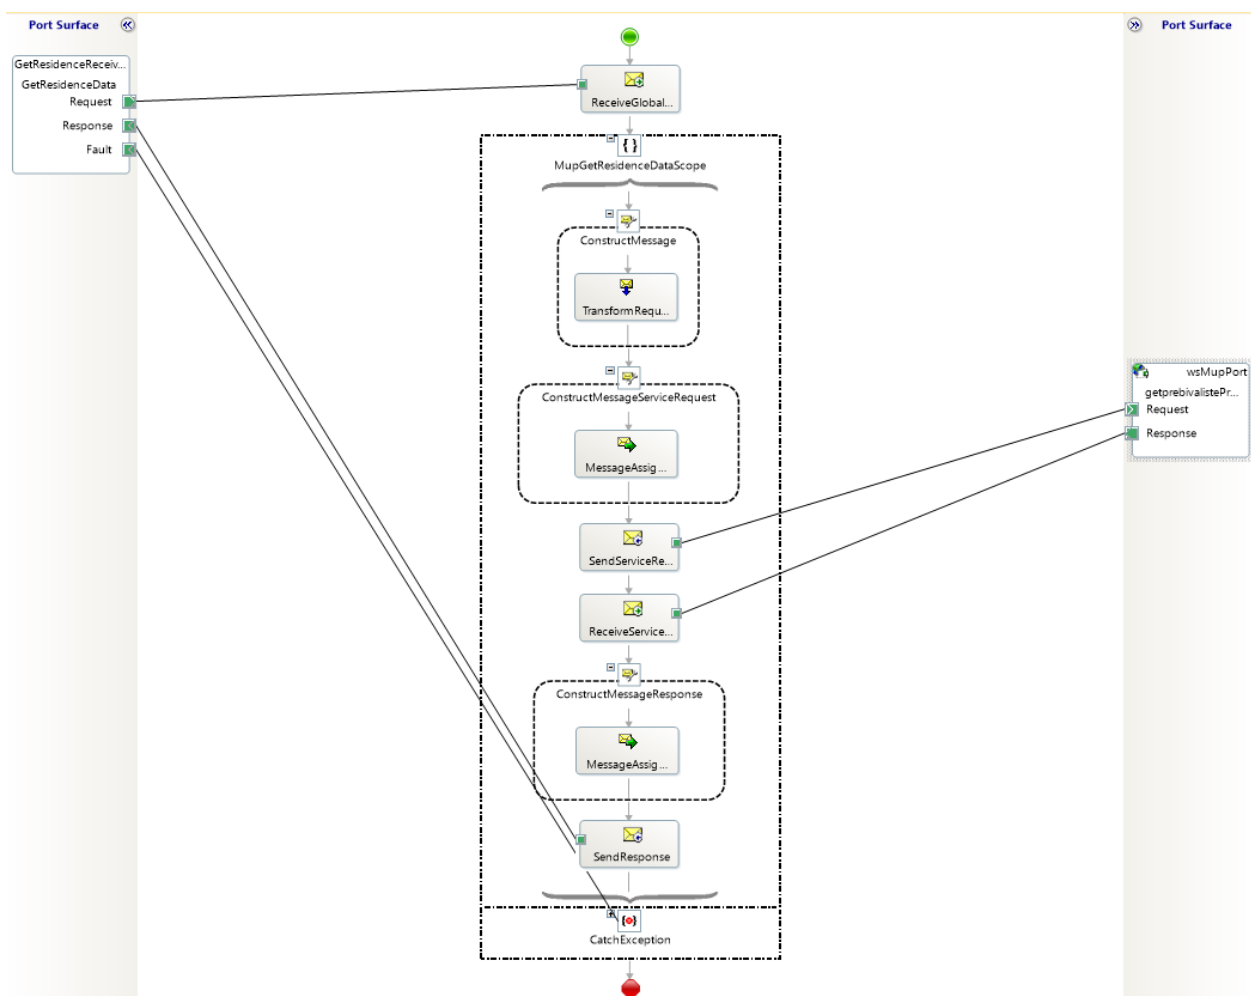 Port Surface
GetResidenceReceiv...
GetResidenceData
Request
Response
Fault
ReceiveGlobal...
MupGetResidenceDataScope
ConstructMessage
TransformRequ...
ConstructMessageServiceRequest
MessageAssig...
SendServiceRe...
ReceiveService...
ConstructMessageResponse
MessageAssig...
SendResponse
CatchException
Port Surface
wsMupPort
getprebivalistePr...
Request
Response